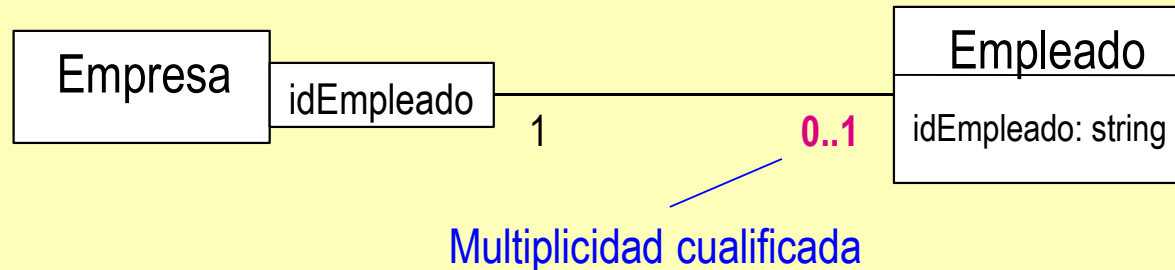 Empresa
idEmpleado
1
0..1
Empleado
idEmpleado: string
Multiplicidad cualificada